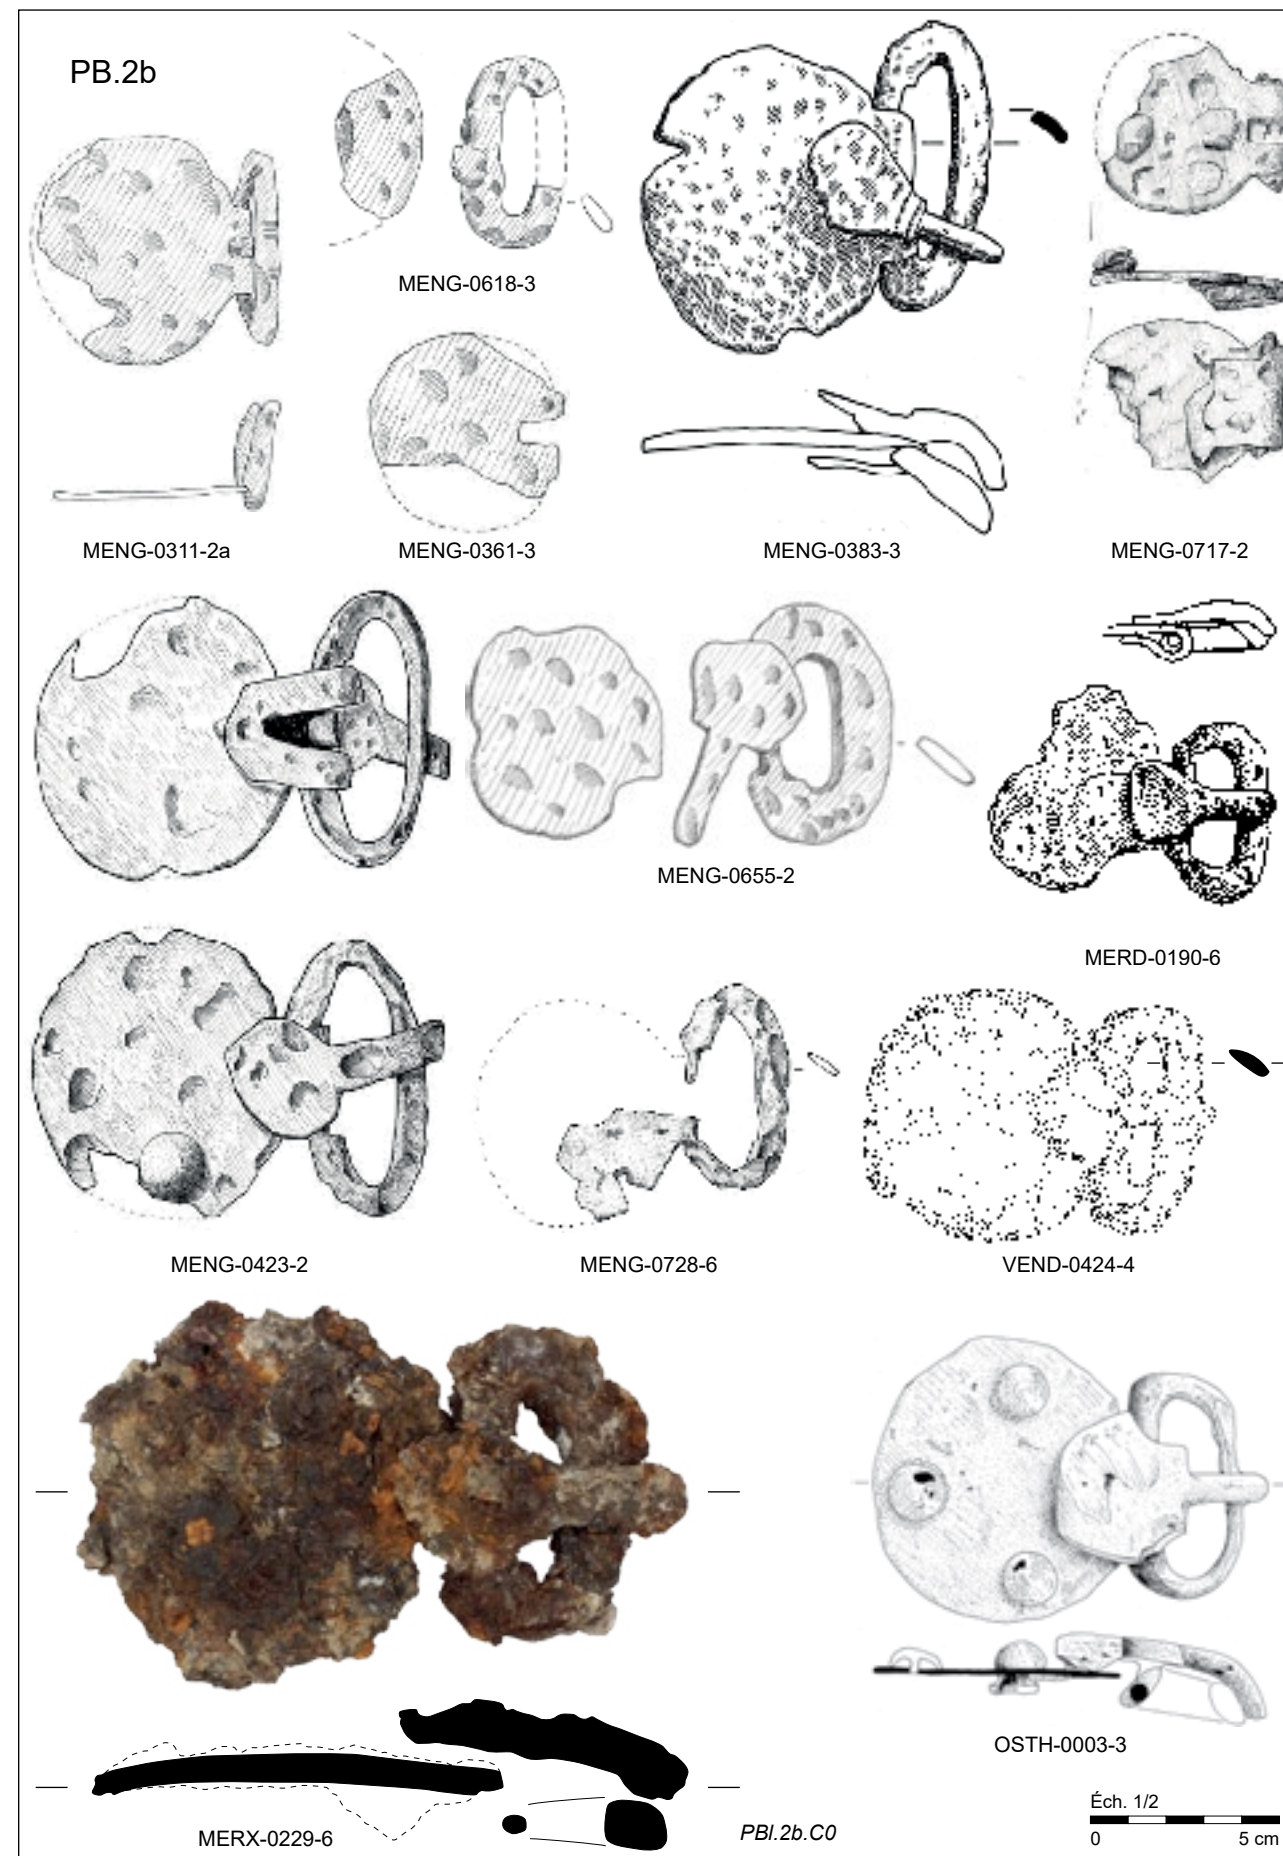 PB.2b
MENG-0618-3
MENG-0311-2a
MENG-0361-3
MENG-0383-3
MENG-0717-2
MENG-0655-2
MERD-0190-6
MENG-0423-2
MENG-0728-6
VEND-0424-4
OSTH-0003-3
MERX-0229-6
PBI.2b.C0
Éch. 1/2
0 5 cm